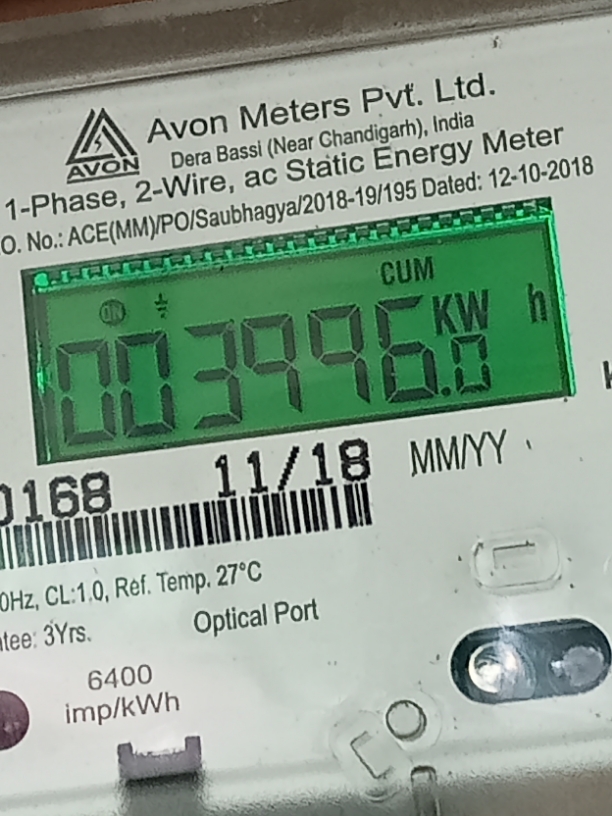 AVON
Avon Meters Pvt. Ltd.
Dera Bassi (Near Chandigarh), India
1-Phase, 2-Wire, ac Static Energy Meter
O. No.: ACE(MM)/PO/Saubhagya/2018-19/195 Dated: 12-10-2018
CUM
ON
KW h
003996.0
0168 11/18 MM/YY
0Hz, CL:1.0, Ref. Temp. 27°C
tee: 3Yrs. Optical Port
6400
imp/kWh